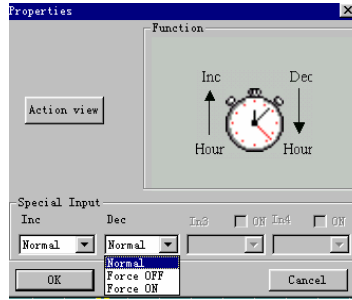 Properties
Function
Inc Dec
Action view
Hour Hour
Special Input
Inc Dec In3 ON In4 ON
Normal Normal
Normal
Force OFF
Force ON
OK Cancel